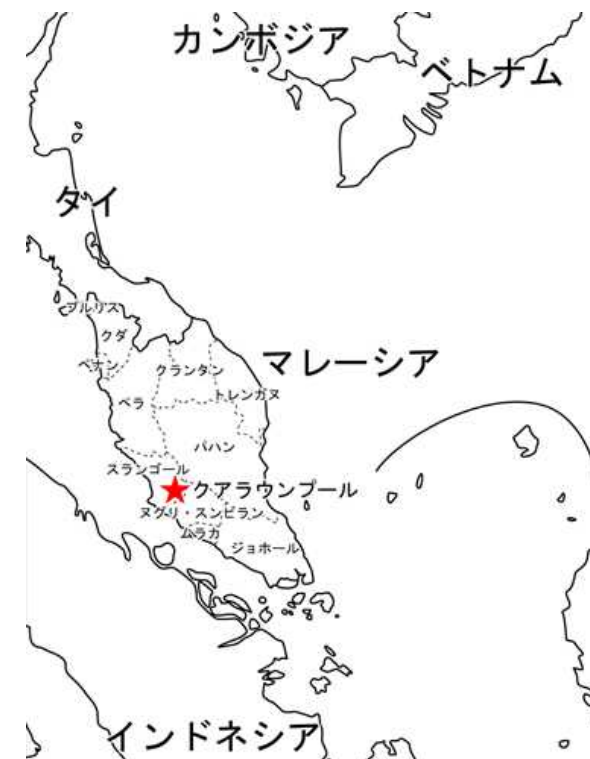 カンボジア
ベトナム
タイ
プルリス
クダ
ペナン
クランタン
マレーシア
トレンガヌ
ペラ
パハン
スランゴール
クアラウンプール
ヌグリ・スンビラン
ムラカ
ジョホール
インドネシア